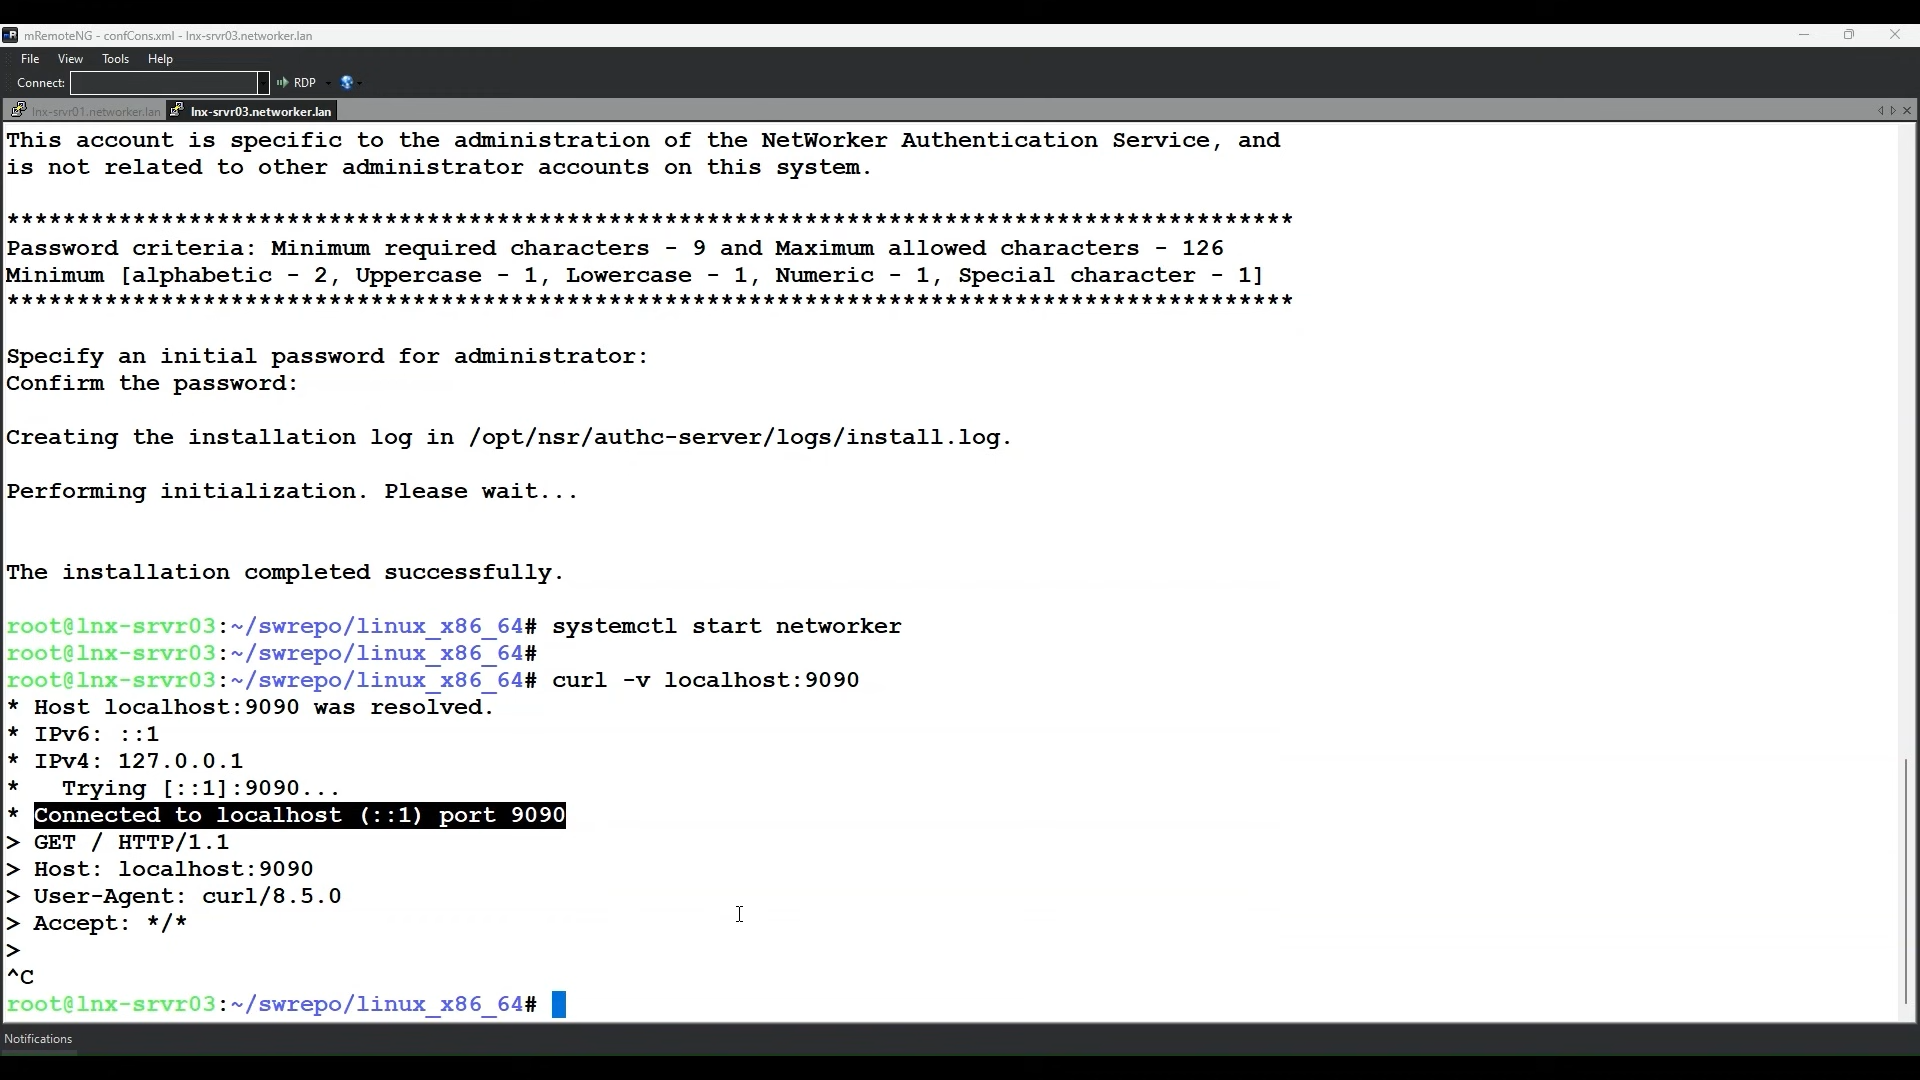 mRemoteNG - confCons.xml - lnx-srvr03.networker.lan
File View Tools Help
Connect: RDP
lnx-srvr01.networker.lan lnx-srvr03.networker.lan
This account is specific to the administration of the NetWorker Authentication Service, and
is not related to other administrator accounts on this system.
********************************************************************************************
Password criteria: Minimum required characters - 9 and Maximum allowed characters - 126
Minimum [alphabetic - 2, Uppercase - 1, Lowercase - 1, Numeric - 1, Special character - 1]
********************************************************************************************
Specify an initial password for administrator:
Confirm the password:
Creating the installation log in /opt/nsr/authc-server/logs/install.log.
Performing initialization. Please wait...
The installation completed successfully.
root@lnx-srvr03:~/swrepo/linux_x86_64# systemctl start networker
root@lnx-srvr03:~/swrepo/linux_x86_64#
root@lnx-srvr03:~/swrepo/linux_x86_64# curl -v localhost:9090
* Host localhost:9090 was resolved.
* IPv6: ::1
* IPv4: 127.0.0.1
*   Trying [::1]:9090...
* Connected to localhost (::1) port 9090
> GET / HTTP/1.1
> Host: localhost:9090
> User-Agent: curl/8.5.0
> Accept: */*
>
^C
root@lnx-srvr03:~/swrepo/linux_x86_64#
Notifications